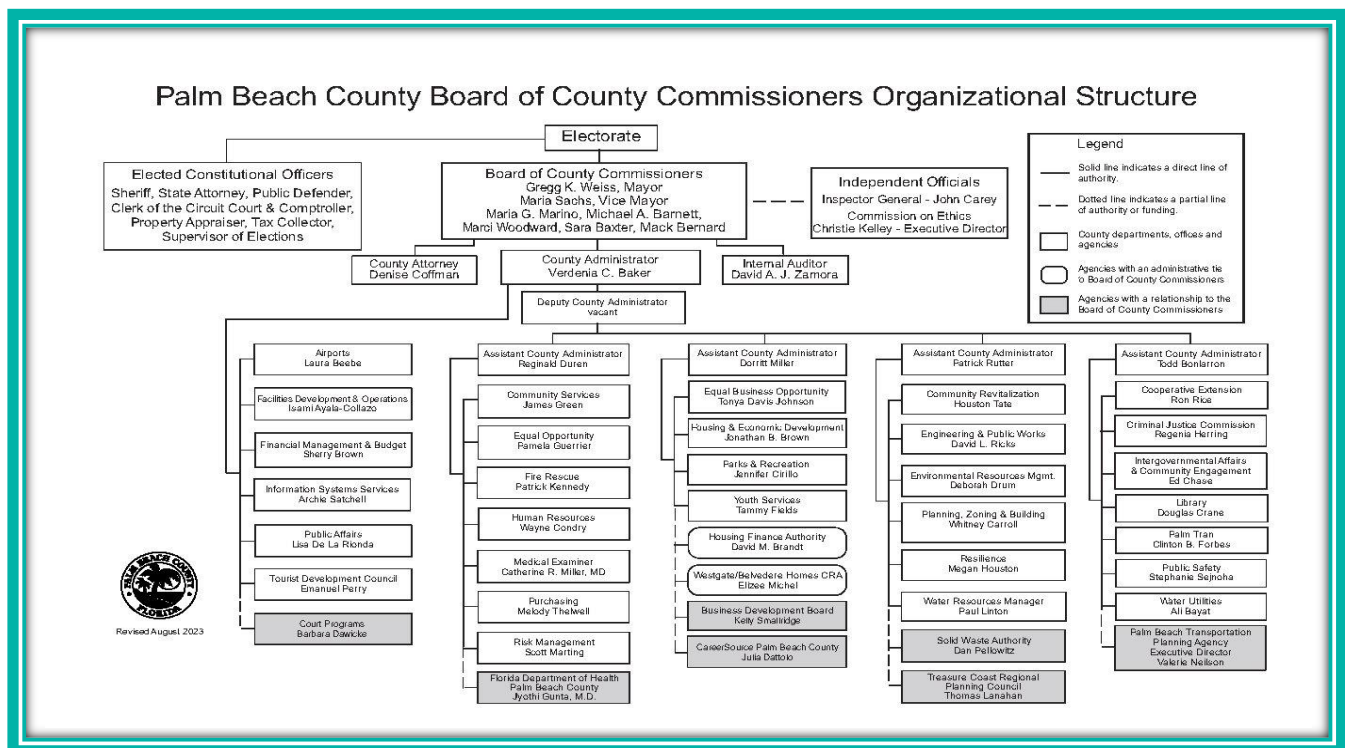 Palm Beach County Board of County Commissioners Organizational Structure
Electorate
Elected Constitutional Officers
Sheriff, State Attorney, Public Defender,
Clerk of the Circuit Court & Comptroller,
Property Appraiser, Tax Collector,
Supervisor of Elections
Board of County Commissioners
Gregg K. Weiss, Mayor
Maria Sachs, Vice Mayor
Maria G. Marino, Michael A. Barnett,
Marci Woodward, Sara Baxter, Mack Bernard
Independent Officials
Inspector General - John Carey
Commission on Ethics
Christie Kelley - Executive Director
Legend
Solid line indicates a direct line of
authority.
Dotted line indicates a partial line
of authority or funding.
County departments, offices and
agencies
Agencies with an administrative tie
to Board of County Commissioners
Agencies with a relationship to the
Board of County Commissioners
County Attorney
Denise Coffman
County Administrator
Verdenia C. Baker
Internal Auditor
David A. J. Zamora
Deputy County Administrator
vacant
Airports
Laura Beebe
Facilities Development & Operations
Isami Ayala-Collazo
Financial Management & Budget
Sherry Brown
Information Systems Services
Archie Satchell
Public Affairs
Lisa De La Rionda
Tourist Development Council
Emanuel Perry
Court Programs
Barbara Dawicke
Assistant County Administrator
Reginald Duren
Community Services
James Green
Equal Opportunity
Pamela Guerrier
Fire Rescue
Patrick Kennedy
Human Resources
Wayne Condry
Medical Examiner
Catherine R. Miller, MD
Purchasing
Melody Thelwell
Risk Management
Scott Marting
Florida Department of Health
Palm Beach County
Jyothi Gunta, M.D.
Assistant County Administrator
Dorritt Miller
Equal Business Opportunity
Tonya Davis Johnson
Housing & Economic Development
Jonathan B. Brown
Parks & Recreation
Jennifer Cirillo
Youth Services
Tammy Fields
Housing Finance Authority
David M. Brandt
Westgate/Belvedere Homes CRA
Elizee Michel
Business Development Board
Kelly Smallridge
CareerSource Palm Beach County
Julia Dattolo
Assistant County Administrator
Patrick Rutter
Community Revitalization
Houston Tate
Engineering & Public Works
David L. Ricks
Environmental Resources Mgmt.
Deborah Drum
Planning, Zoning & Building
Whitney Carroll
Resilience
Megan Houston
Water Resources Manager
Paul Linton
Solid Waste Authority
Dan Pellowitz
Treasure Coast Regional
Planning Council
Thomas Lanahan
Assistant County Administrator
Todd Bonlarron
Cooperative Extension
Ron Rice
Criminal Justice Commission
Regenia Herring
Intergovernmental Affairs
& Community Engagement
Ed Chase
Library
Douglas Crane
Palm Tran
Clinton B. Forbes
Public Safety
Stephanie Sejnoha
Water Utilities
Ali Bayat
Palm Beach Transportation
Planning Agency
Executive Director
Valerie Neilson
PALM BEACH COUNTY
FLORIDA
Revised August 2023